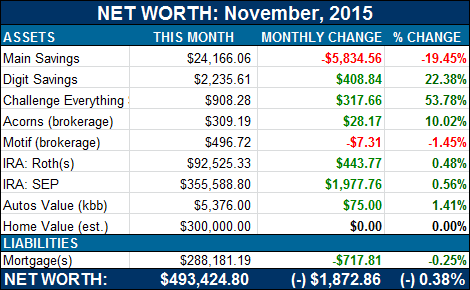 NET WORTH: November, 2015
ASSETS THIS MONTH MONTHLY CHANGE % CHANGE
Main Savings $24,166.06 -$5,834.56 -19.45%
Digit Savings $2,235.61 $408.84 22.38%
Challenge Everything $ $908.28 $317.66 53.78%
Acorns (brokerage) $309.19 $28.17 10.02%
Motif (brokerage) $496.72 -$7.31 -1.45%
IRA: Roth(s) $92,525.33 $443.77 0.48%
IRA: SEP $355,588.80 $1,977.76 0.56%
Autos Value (kbb) $5,376.00 $75.00 1.41%
Home Value (est.) $300,000.00 $0.00 0.00%
LIABILITIES
Mortgage(s) $288,181.19 -$717.81 -0.25%
NET WORTH: $493,424.80 (-) $1,872.86 (-) 0.38%